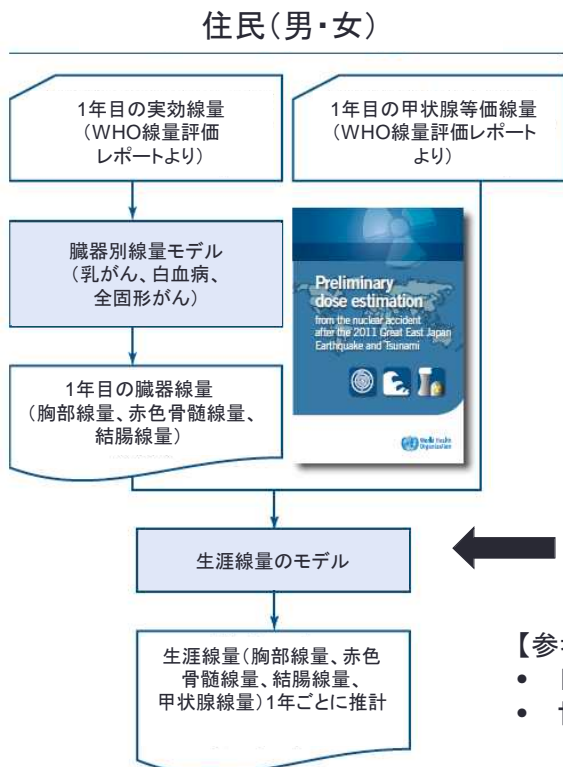 住民(男・女)
1年目の実効線量
(WHO線量評価
レポートより)
1年目の甲状腺等価線量
(WHO線量評価レポート
より)
臓器別線量モデル
(乳がん、白血病、
全固形がん)
Preliminary
dose estimation
from the nuclear accident
after the 2011 Great East Japan
Earthquake and Tsunami
World Health
Organization
1年目の臓器線量
(胸部線量、赤色骨髄線量、
結腸線量)
生涯線量のモデル
生涯線量(胸部線量、赤色
骨髄線量、結腸線量、
甲状腺線量)1年ごとに推計
【参
•
•